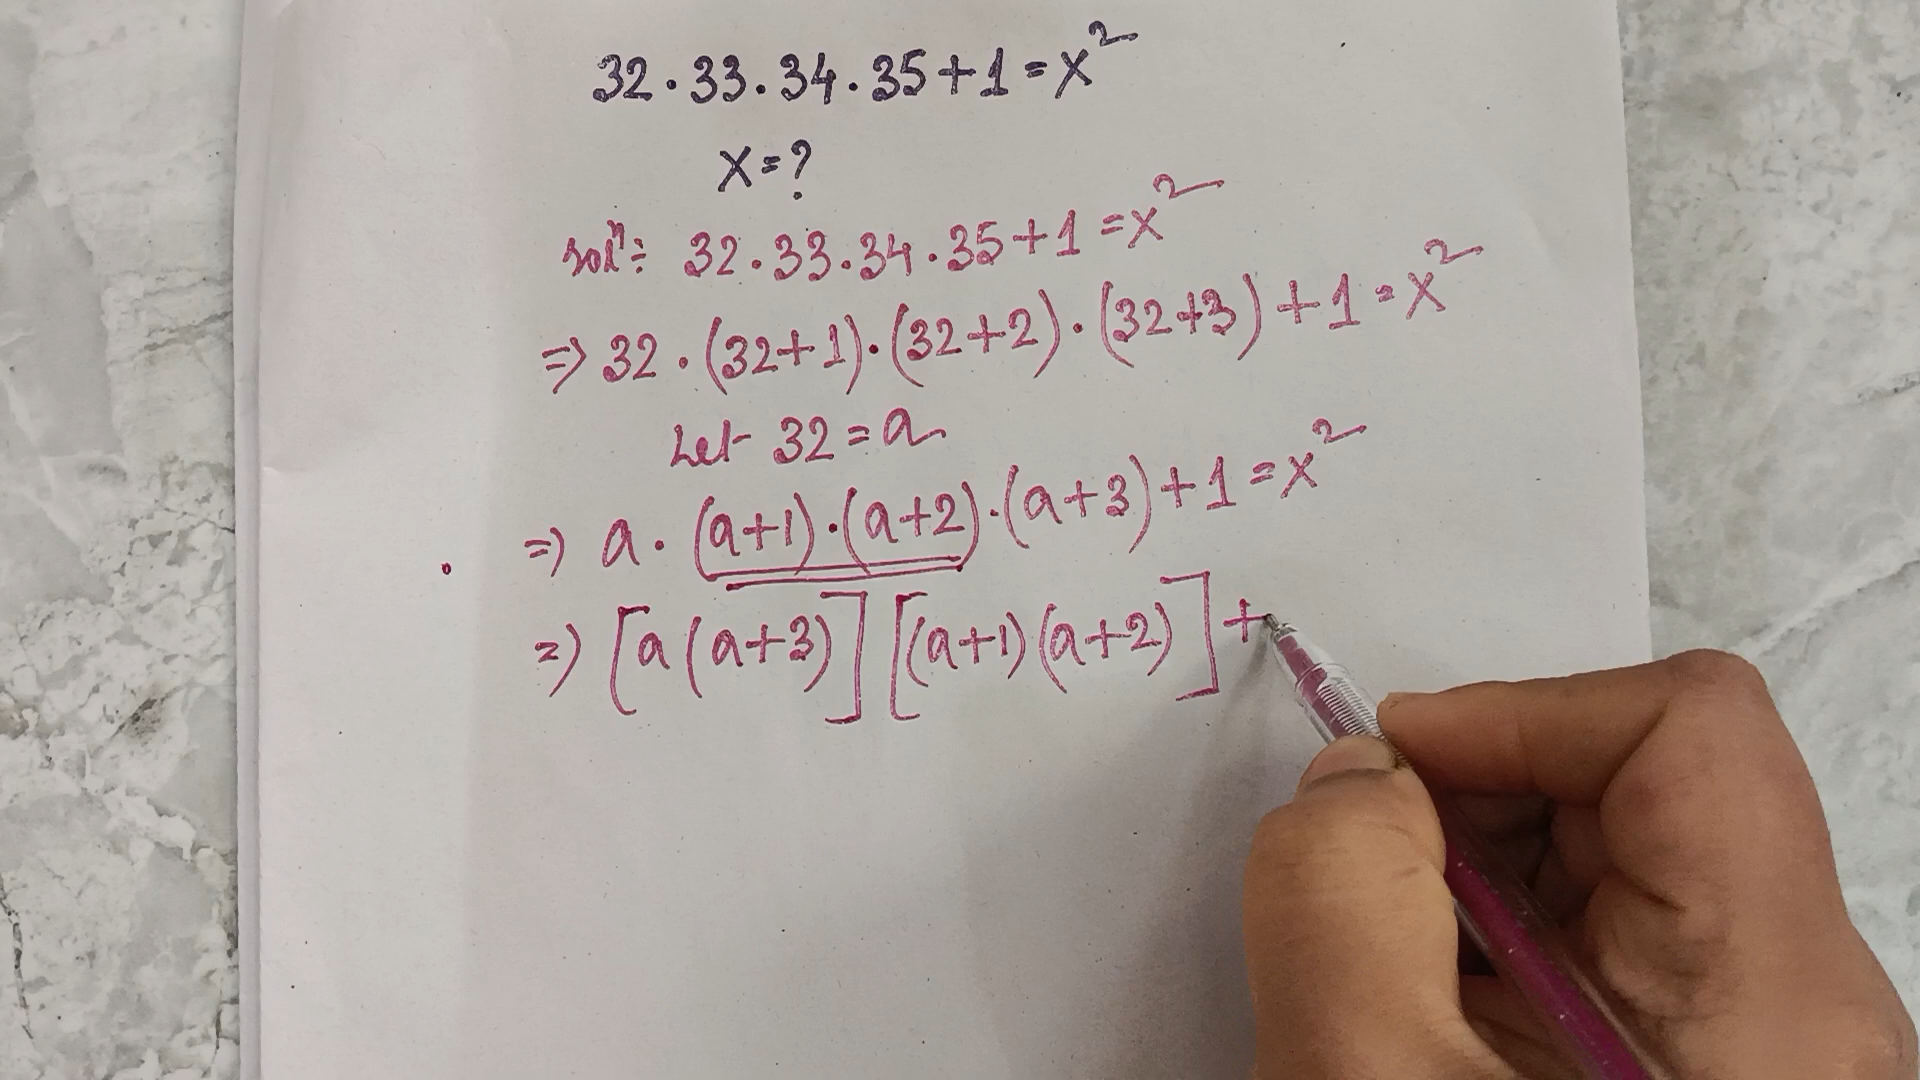 32·33·34·35+1=x²
x=?
Solⁿ÷ 32·33·34·35+1=x²
=> 32·(32+1)·(32+2)·(32+3)+1=x²
Let 32=a
=> a·(a+1)·(a+2)·(a+3)+1=x²
=> [a(a+3)][(a+1)(a+2)]+